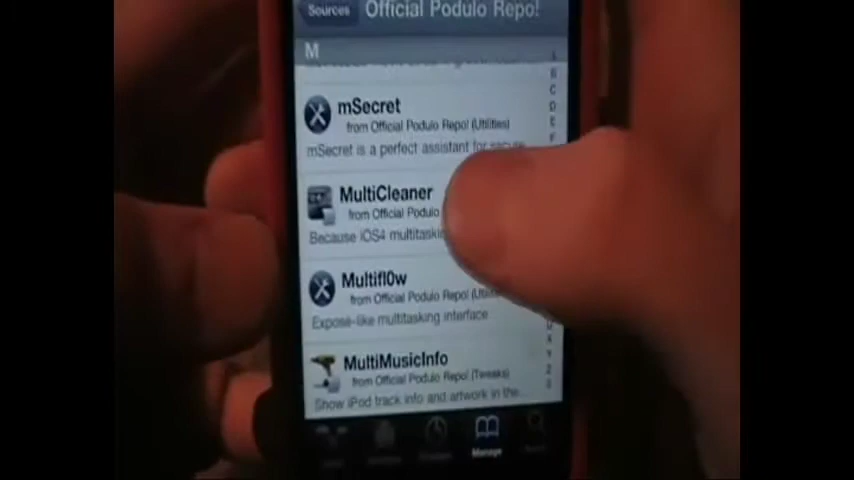 Sources
Official Podulo Repo!
M
mSecret
from Official Podulo Repo! (Utilities)
mSecret is a perfect assistant for secure
MultiCleaner
from Official Podulo
Because iOS4 multitaskin
Multifl0w
from Official Podulo Repo! (Utiliti
Exposé-like multitasking interface
MultiMusicInfo
from Official Podulo Repo! (Tweaks)
Show iPod track info and artwork in the...
B
C
D
E
F
U
X
Y
Z
Manage